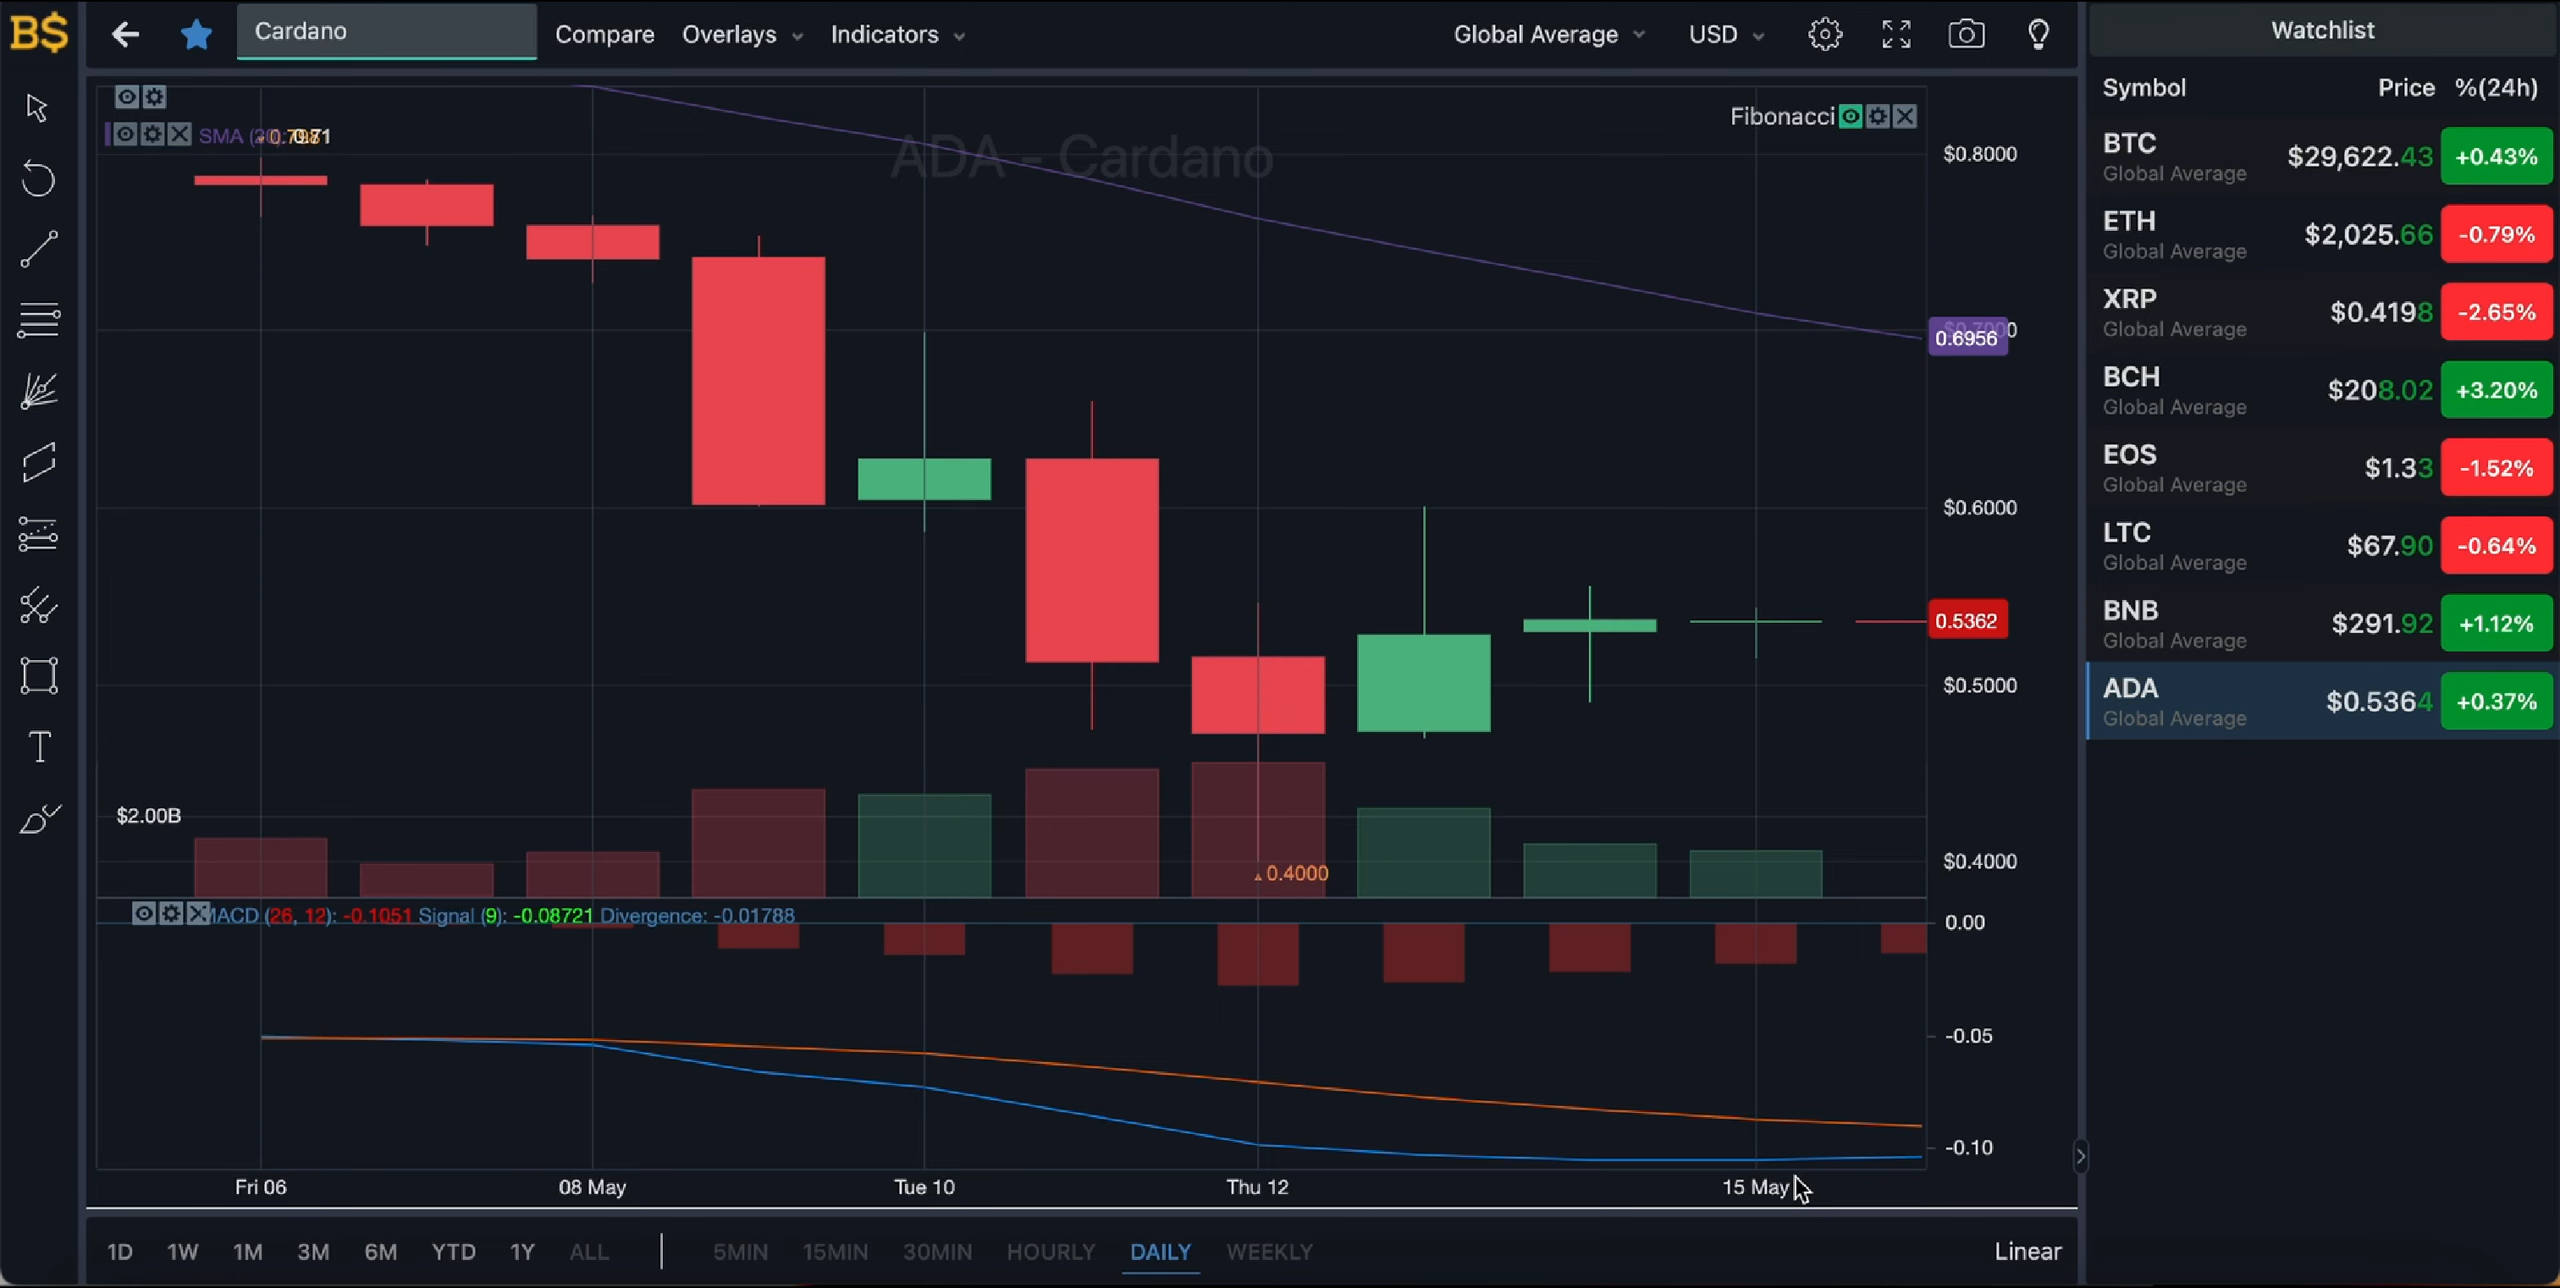 B$ Cardano Compare Overlays Indicators Global Average USD Watchlist
Symbol Price %(24h)
Fibonacci
SMA (20):
ADA - Cardano
$0.8000
0.6956
$0.6000
0.5362
$0.5000
$0.4000
$2.00B
0.4000
MACD (26, 12): -0.1051 Signal (9): -0.08721 Divergence: -0.01788
0.00
-0.05
-0.10
Fri 06 08 May Tue 10 Thu 12 15 May
1D 1W 1M 3M 6M YTD 1Y ALL 5MIN 15MIN 30MIN HOURLY DAILY WEEKLY Linear
BTC $29,622.43 +0.43%
Global Average
ETH $2,025.66 -0.79%
Global Average
XRP $0.4198 -2.65%
Global Average
BCH $208.02 +3.20%
Global Average
EOS $1.33 -1.52%
Global Average
LTC $67.90 -0.64%
Global Average
BNB $291.92 +1.12%
Global Average
ADA $0.5364 +0.37%
Global Average